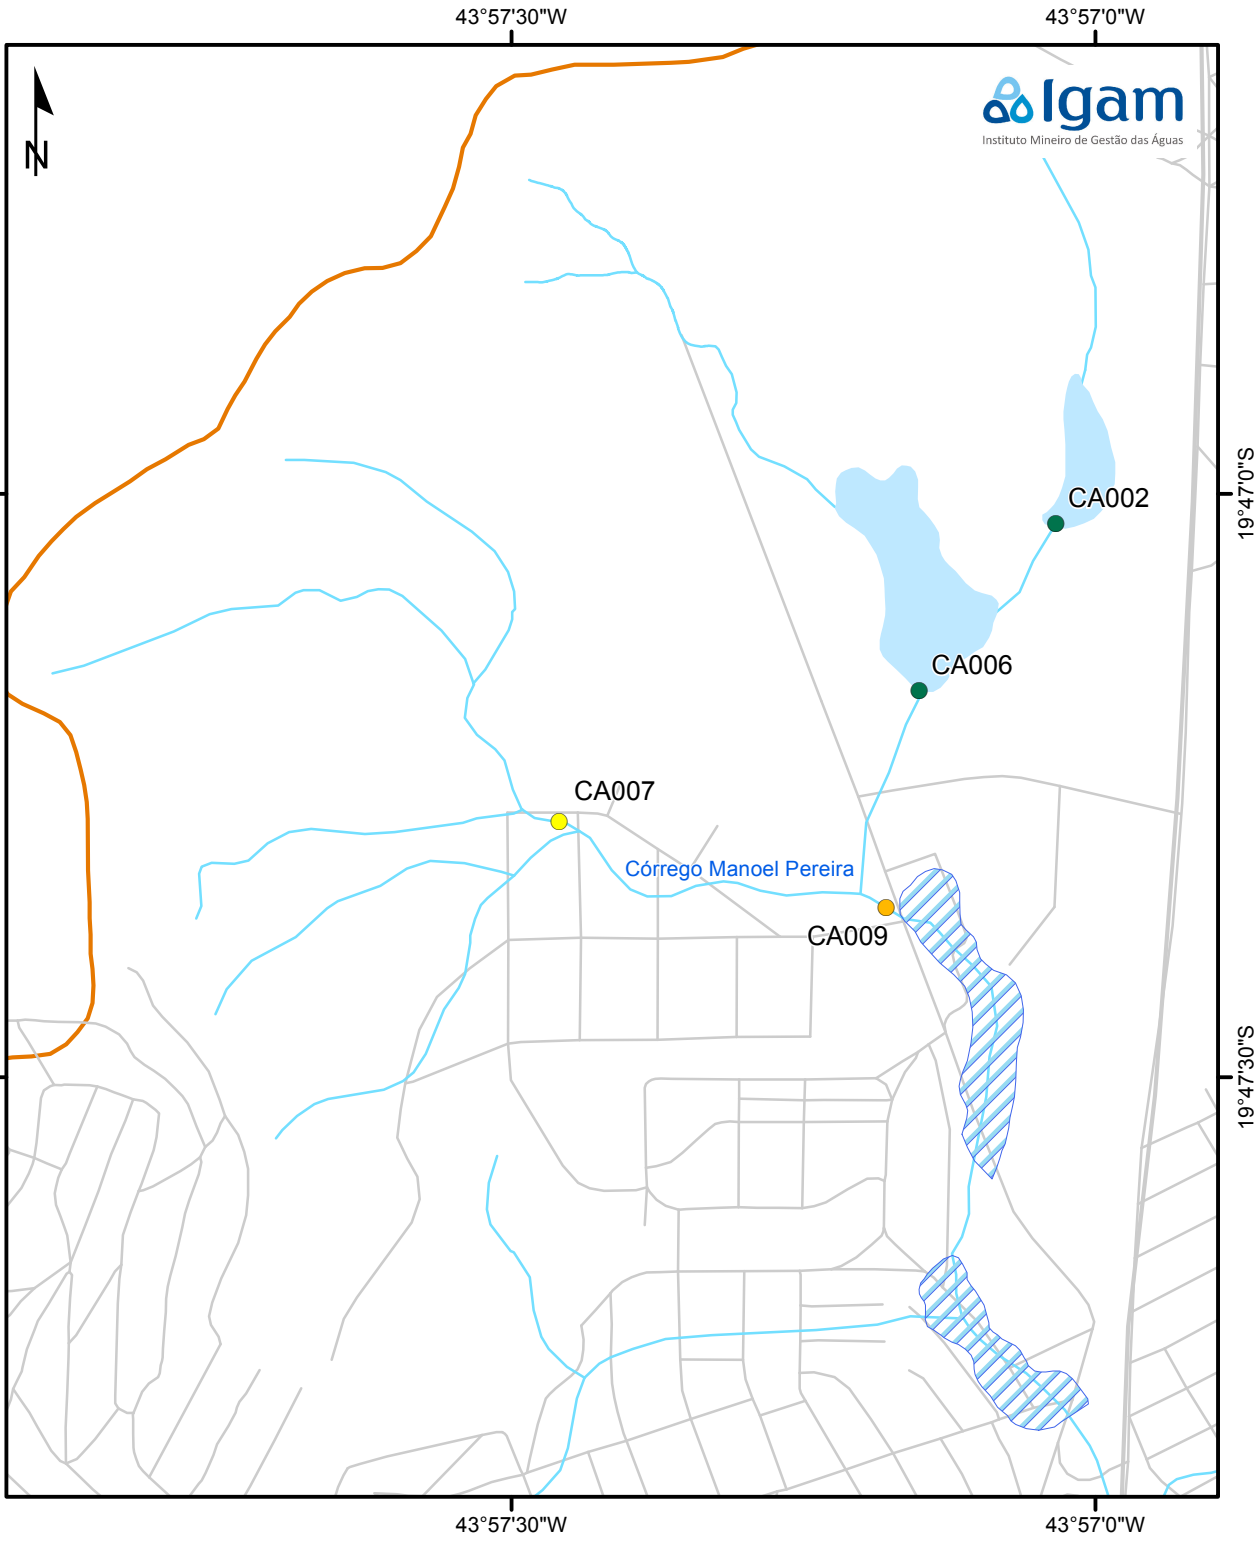 43°57'30"W
43°57'0"W
N
Igam
Instituto Mineiro de Gestão das Águas
19°47'0"S
CA002
CA006
CA007
Córrego Manoel Pereira
CA009
19°47'30"S
43°57'30"W
43°57'0"W